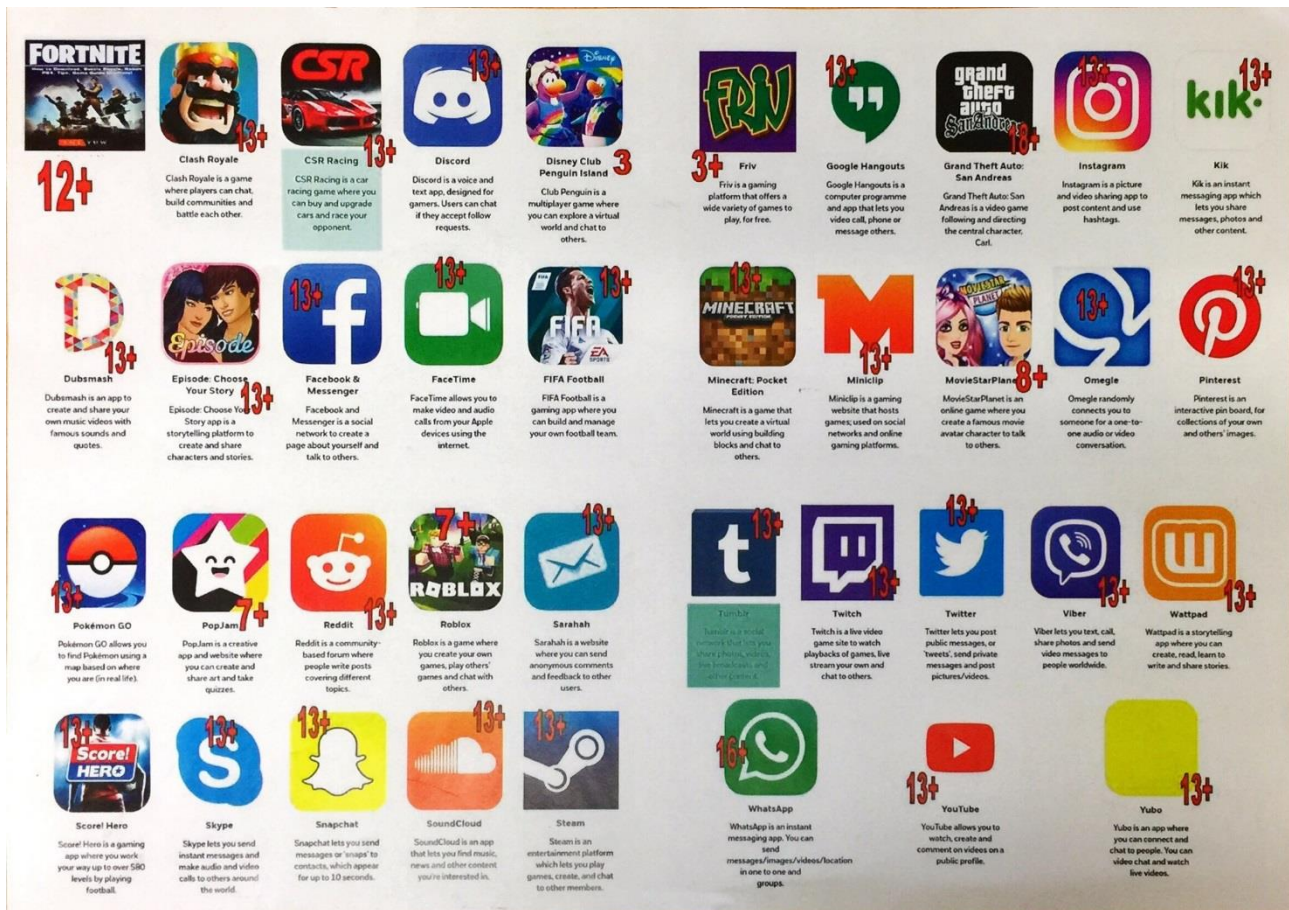 FORTNITE
12+
13+
Clash Royale
Clash Royale is a game
where players can chat,
build communities and
battle each other.
CSR
13+
CSR Racing
CSR Racing is a car
racing game where you
can buy and upgrade
cars and race your
opponent.
13+
Discord
Discord is a voice and
text app, designed for
gamers. Users can chat
if they accept follow
requests.
Disney
Disney Club
Penguin Island
3
Club Penguin is a
multiplayer game where
you can explore a virtual
world and chat to
others.
FRIV
3+
Friv
Friv is a gaming
platform that offers a
wide variety of games to
play, for free.
13+
Google Hangouts
Google Hangouts is a
computer programme
and app that lets you
video call, phone or
message others.
grand
theft
auto
San Andreas
18+
Grand Theft Auto:
San Andreas
Grand Theft Auto: San
Andreas is a video game
following and directing
the central character,
Carl.
13+
Instagram
Instagram is a picture
and video sharing app to
post content and use
hashtags.
13+
kik.
Kik
Kik is an instant
messaging app which
lets you share
messages, photos and
other content.
D
13+
Dubsmash
Dubsmash is an app to
create and share your
own music videos with
famous sounds and
quotes.
Episode
Episode: Choose
Your Story
13+
Episode: Choose You
Story app is a
storytelling platform to
create and share
characters and stories.
13+
f
Facebook &
Messenger
Facebook and
Messenger is a social
network to create a
page about yourself and
talk to others.
13+
FaceTime
FaceTime allows you to
make video and audio
calls from your Apple
devices using the
internet.
13+
FIFA
EA
SPORTS
FIFA Football
FIFA Football is a
gaming app where you
can build and manage
your own football team.
13+
MINECRAFT
POCKET EDITION
Minecraft: Pocket
Edition
Minecraft is a game that
lets you create a virtual
world using building
blocks and chat to
others.
M
13+
Miniclip
Miniclip is a gaming
website that hosts
games; used on social
networks and online
gaming platforms.
MOVIESTAR
PLANET
8+
MovieStarPlane
MovieStarPlanet is an
online game where you
create a famous movie
avatar character to talk
to others.
13+
Omegle
Omegle randomly
connects you to
someone for a one-to-
one audio or video
conversation.
13+
Pinterest
Pinterest is an
interactive pin board, for
collections of your own
and others' images.
13+
Pokémon GO
Pokémon GO allows you
to find Pokémon using a
map based on where
you are (in real life).
7+
PopJam
PopJam is a creative
app and website where
you can create and
share art and take
quizzes.
13+
Reddit
Reddit is a community-
based forum where
people write posts
covering different
topics.
7+
ROBLOX
Roblox
Roblox is a game where
you create your own
games, play others'
games and chat with
others.
13+
Sarahah
Sarahah is a website
where you can send
anonymous comments
and feedback to other
users.
t
13+
Tumblr
Tumblr is a social
network that lets you
share photos, videos,
live broadcasts and
other content.
13+
Twitch
Twitch is a live video
game site to watch
playbacks of games, live
stream your own and
chat to others.
13+
Twitter
Twitter lets you post
public messages, or
'tweets', send private
messages and post
pictures/videos.
13+
Viber
Viber lets you text, call,
share photos and send
video messages to
people worldwide.
13+
Wattpad
Wattpad is a storytelling
app where you can
create, read, learn to
write and share stories.
13+
Score!
HERO
Score! Hero
Score! Hero is a gaming
app where you work
your way up to over 580
levels by playing
football.
13+
S
Skype
Skype lets you send
instant messages and
make audio and video
calls to others around
the world.
13+
Snapchat
Snapchat lets you send
messages or 'snaps' to
contacts, which appear
for up to 10 seconds.
13+
SoundCloud
SoundCloud is an app
that lets you find music,
news and other content
you're interested in.
13+
Steam
Steam is an
entertainment platform
which lets you play
games, create, and chat
to other members.
16+
WhatsApp
WhatsApp is an instant
messaging app. You can
send
messages/images/videos/location
in one to one and
groups.
13+
YouTube
YouTube allows you to
watch, create and
comment on videos on a
public profile.
13+
Yubo
Yubo is an app where
you can connect and
chat to people. You can
video chat and watch
live videos.